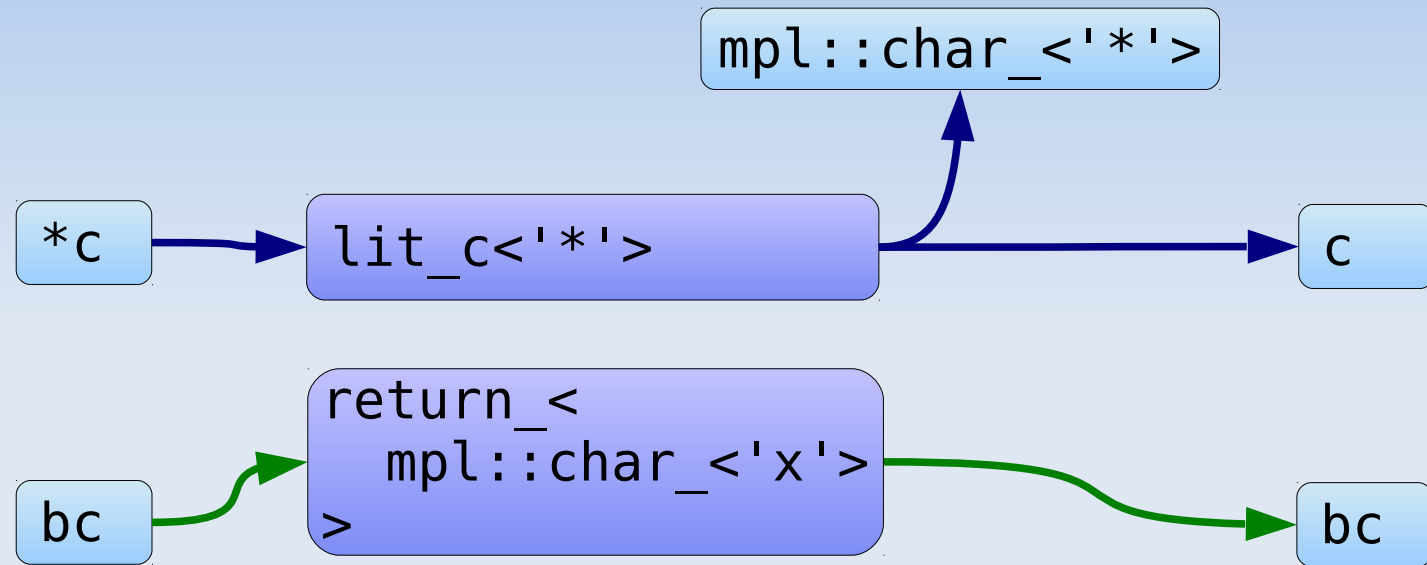 mpl::char_<'*'>
*c
lit_c<'*'>
c
return_<
mpl::char_<'x'>
>
bc
bc